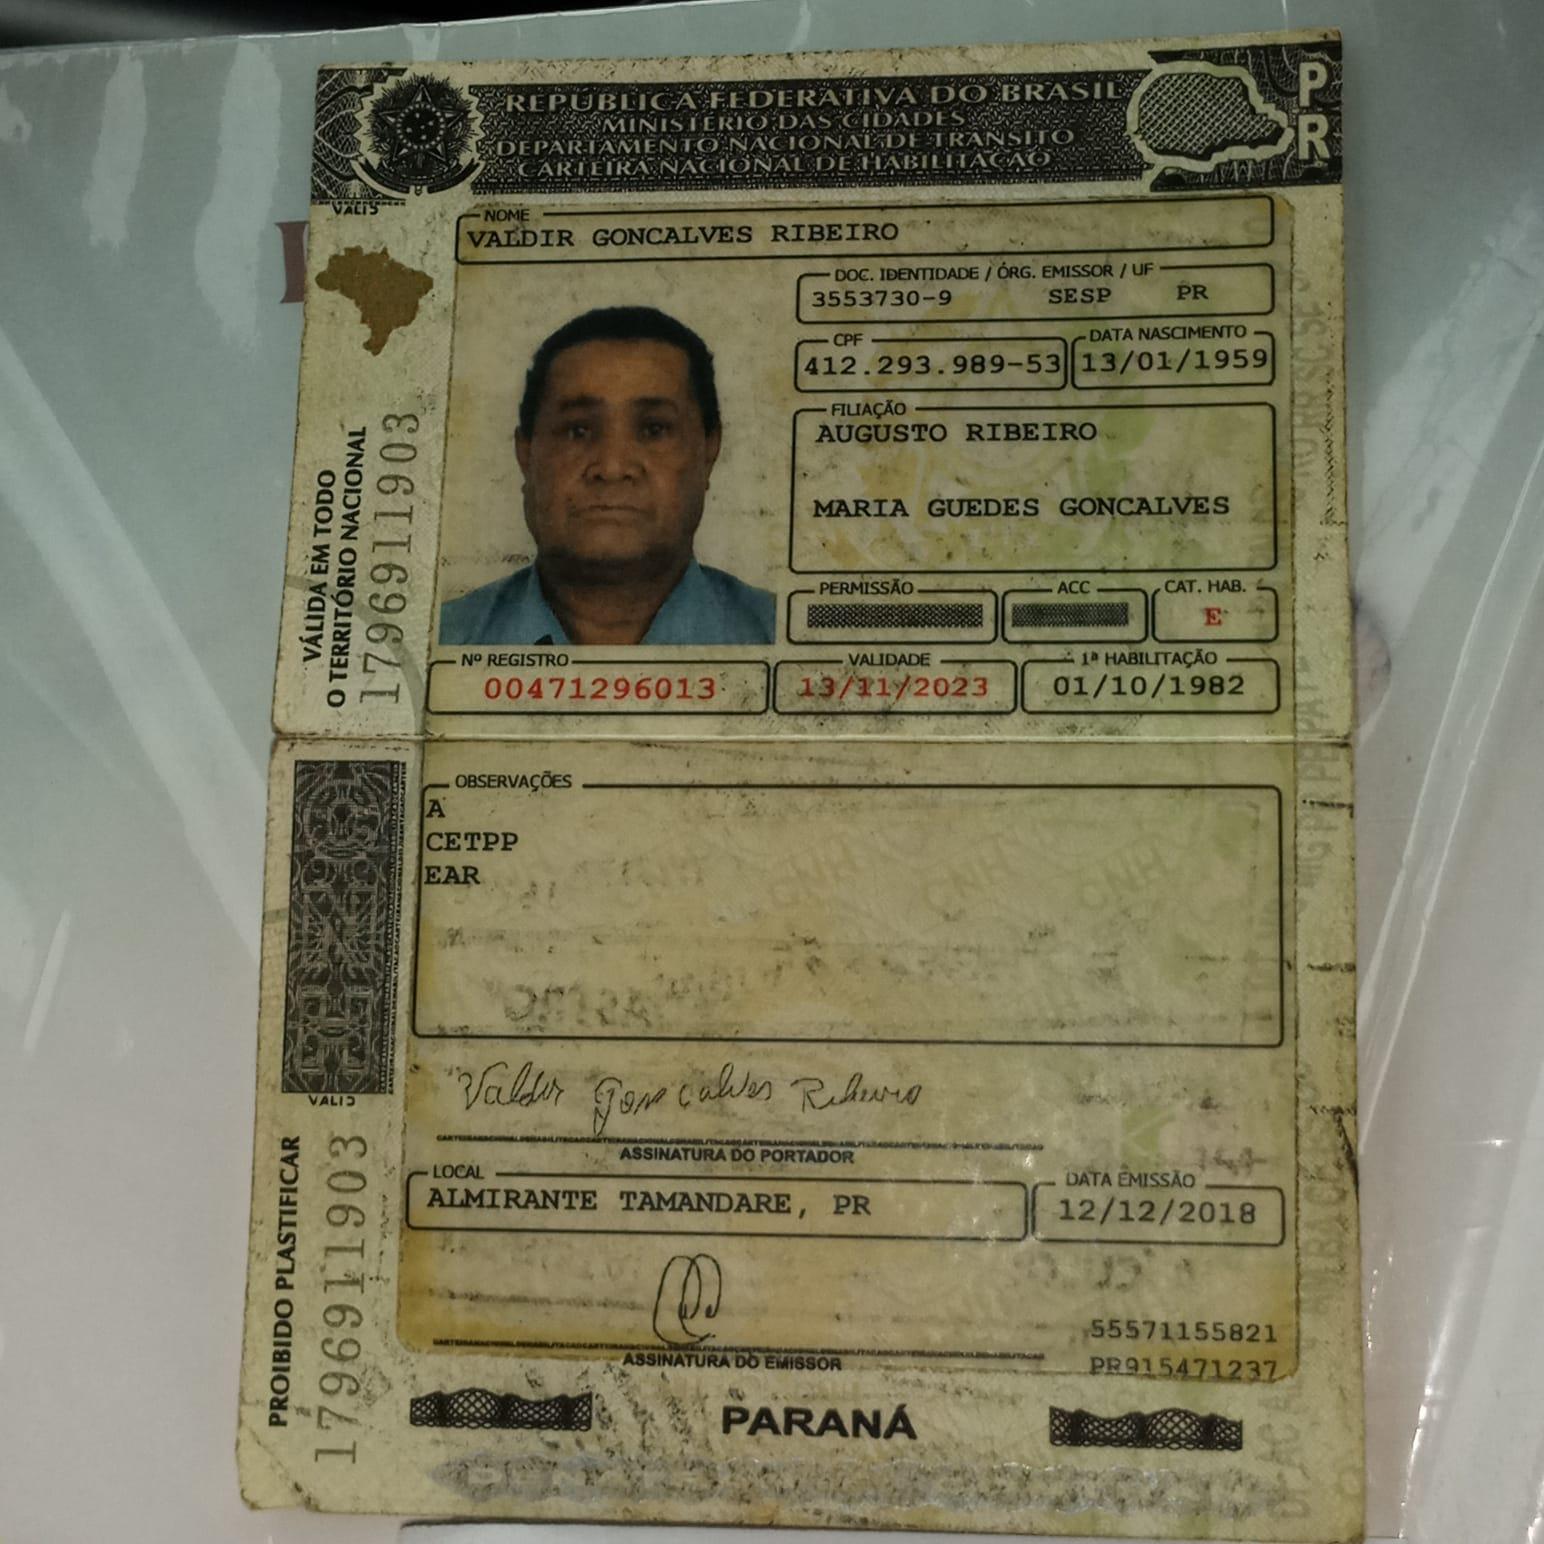 REPÚBLICA FEDERATIVA DO BRASIL
MINISTÉRIO DAS CIDADES
DEPARTAMENTO NACIONAL DE TRÂNSITO
CARTEIRA NACIONAL DE HABILITAÇÃO
PR
NOME
VALDIR GONCALVES RIBEIRO
DOC. IDENTIDADE / ÓRG. EMISSOR / UF
3553730-9 SESP PR
CPF
412.293.989-53
DATA NASCIMENTO
13/01/1959
FILIAÇÃO
AUGUSTO RIBEIRO
MARIA GUEDES GONCALVES
PERMISSÃO
ACC
CAT. HAB.
E
Nº REGISTRO
00471296013
VALIDADE
13/11/2023
1ª HABILITAÇÃO
01/10/1982
VÁLIDA EM TODO
O TERRITÓRIO NACIONAL
1796911903
OBSERVAÇÕES
A
CETPP
EAR
Valdir Gonçalves Ribeiro
ASSINATURA DO PORTADOR
LOCAL
ALMIRANTE TAMANDARE, PR
DATA EMISSÃO
12/12/2018
55571155821
PR915471237
ASSINATURA DO EMISSOR
PROIBIDO PLASTIFICAR
1796911903
PARANÁ